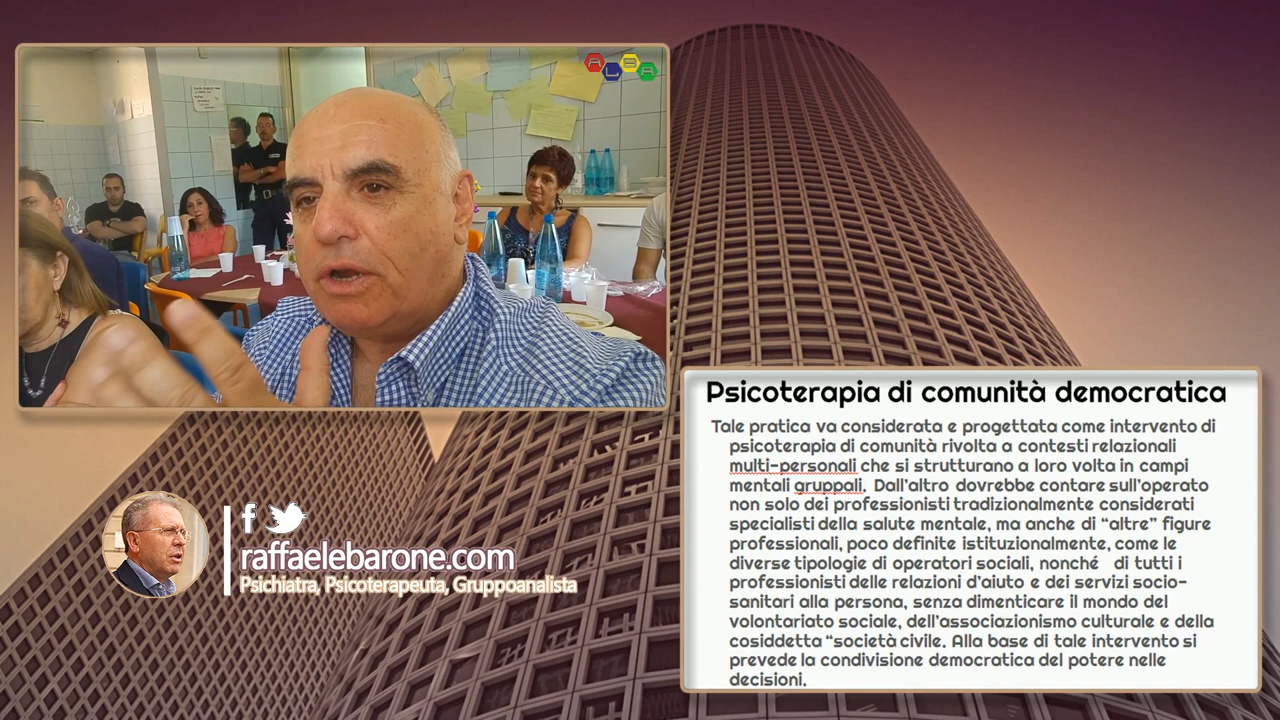 ALBA
Psicoterapia di comunità democratica
Tale pratica va considerata e progettata come intervento di
psicoterapia di comunità rivolta a contesti relazionali
multi-personali che si strutturano a loro volta in campi
mentali gruppali. Dall'altro dovrebbe contare sull'operato
non solo dei professionisti tradizionalmente considerati
specialisti della salute mentale, ma anche di "altre" figure
professionali, poco definite istituzionalmente, come le
diverse tipologie di operatori sociali, nonché di tutti i
professionisti delle relazioni d'aiuto e dei servizi socio-
sanitari alla persona, senza dimenticare il mondo del
volontariato sociale, dell'associazionismo culturale e della
cosiddetta "società civile. Alla base di tale intervento si
prevede la condivisione democratica del potere nelle
decisioni.
raffaelebarone.com
Psichiatra, Psicoterapeuta, Gruppoanalista